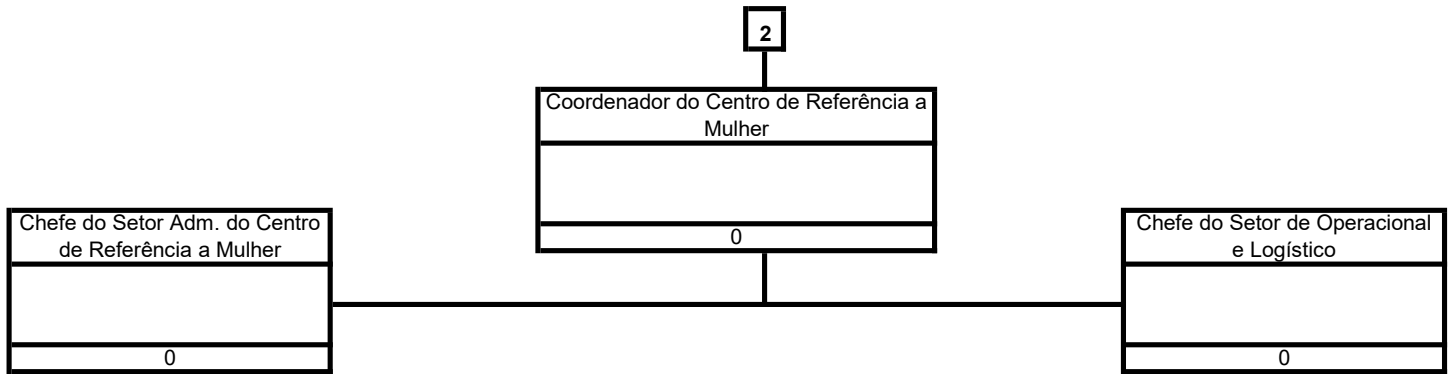 2
Coordenador do Centro de Referência a
Mulher
0
Chefe do Setor Adm. do Centro
de Referência a Mulher
0
Chefe do Setor de Operacional
e Logístico
0